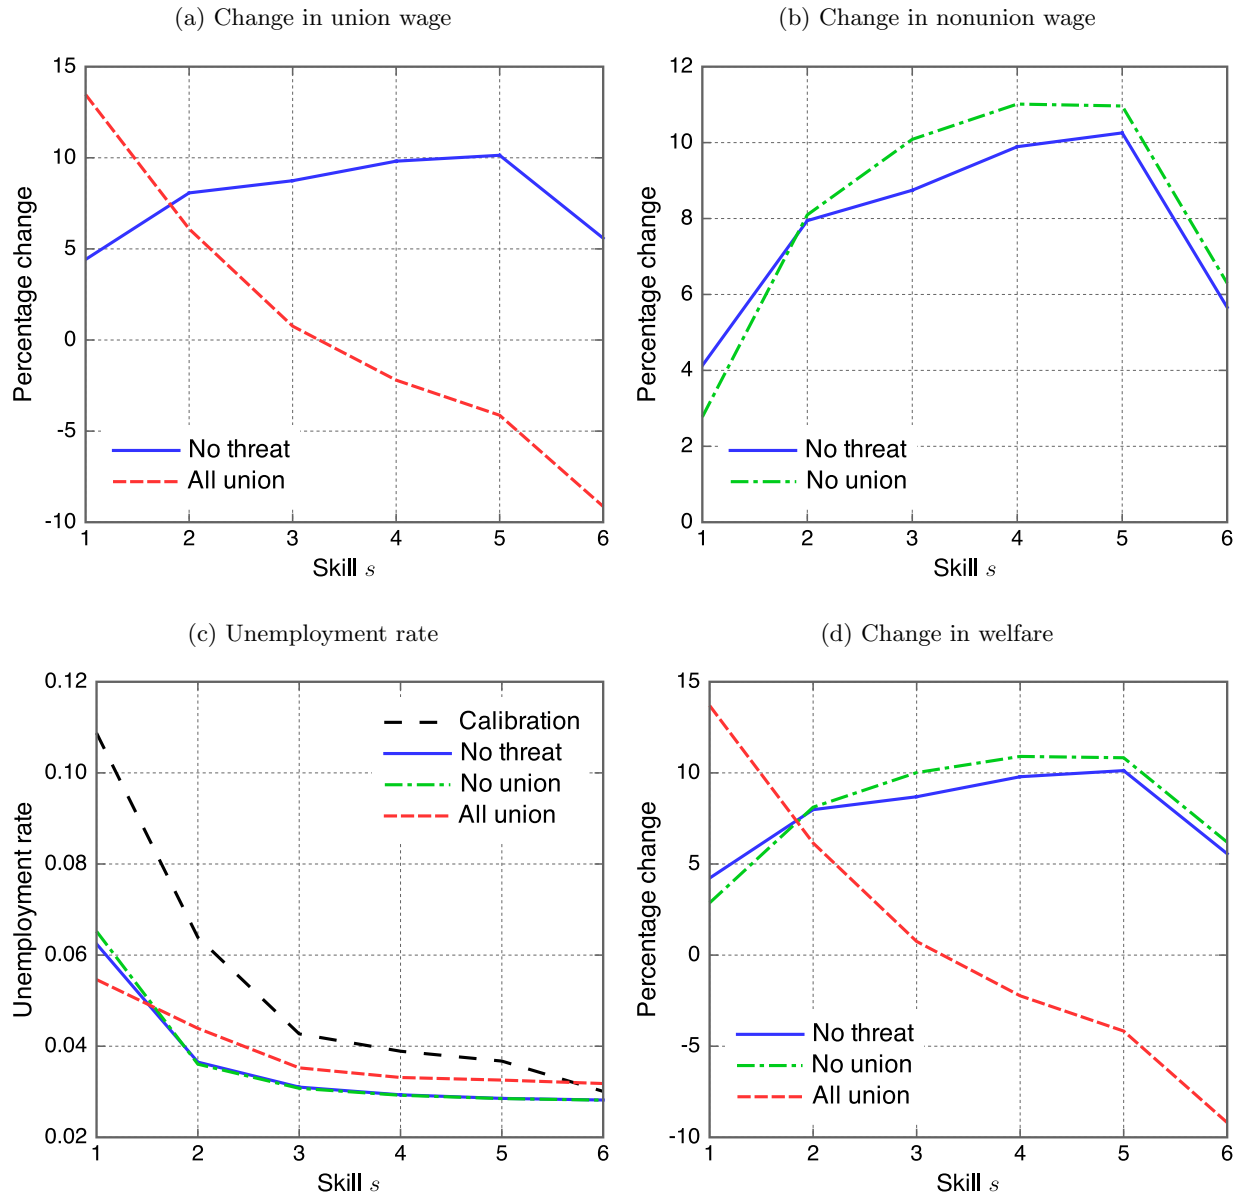 (a) Change in union wage
15
10
5
0
-5
-10
Percentage change
No threat
All union
1 2 3 4 5 6
Skill s
(b) Change in nonunion wage
12
10
8
6
4
2
0
Percentage change
No threat
No union
1 2 3 4 5 6
Skill s
(c) Unemployment rate
0.12
0.10
0.08
0.06
0.04
0.02
Unemployment rate
Calibration
No threat
No union
All union
1 2 3 4 5 6
Skill s
(d) Change in welfare
15
10
5
0
-5
-10
Percentage change
No threat
No union
All union
1 2 3 4 5 6
Skill s